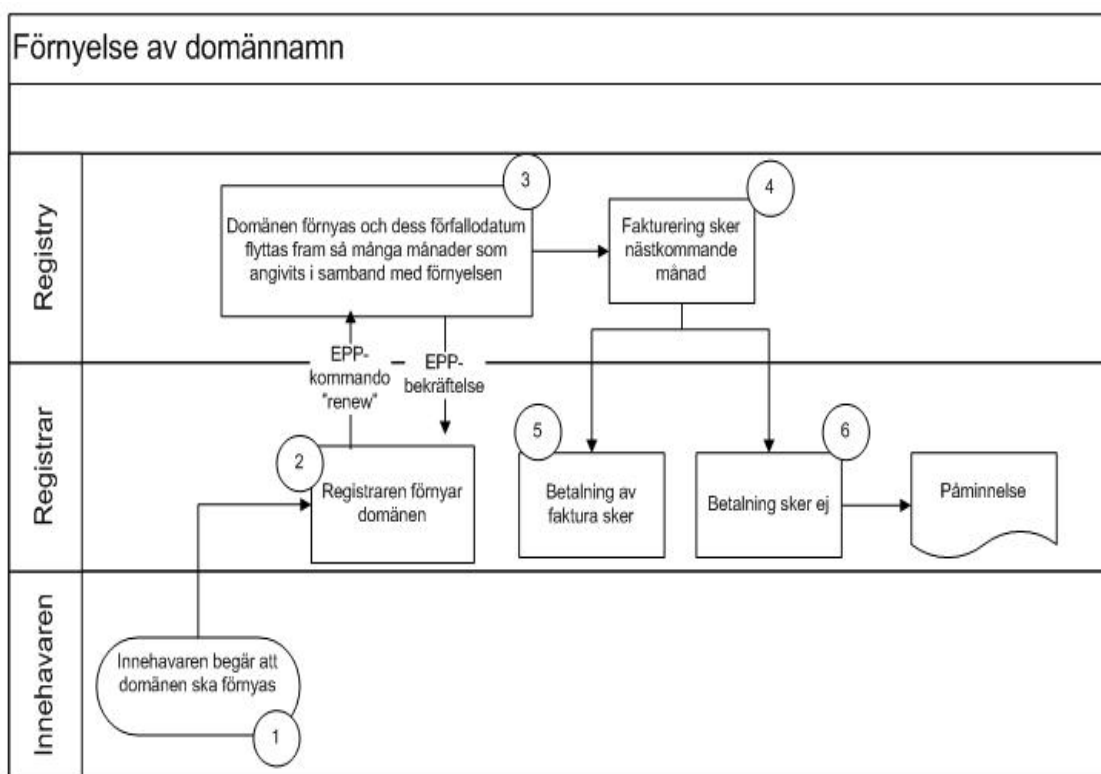 Förnyelse av domännamn
Registry
3
Domänen förnyas och dess förfallodatum
flyttas fram så många månader som
angivits i samband med förnyelsen
4
Fakturering sker
nästkommande
månad
EPP-
kommando
"renew"
EPP-
bekräftelse
Registrar
2
Registraren förnyar
domänen
5
Betalning av
faktura sker
6
Betalning sker ej
Påminnelse
Innehavaren
Innehavaren begär att
domänen ska förnyas
1